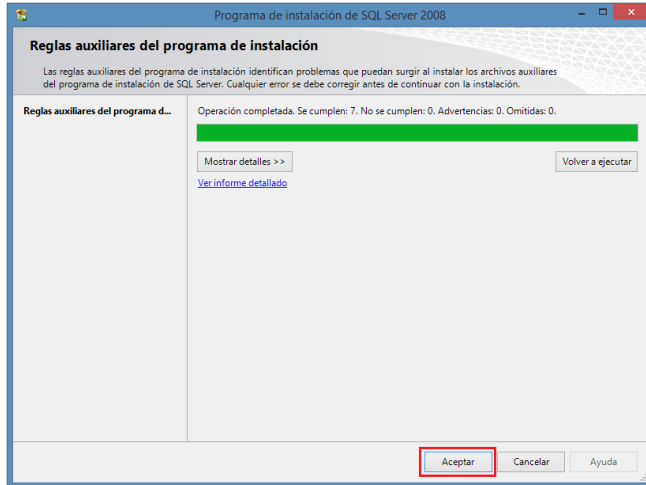 Programa de instalación de SQL Server 2008
Reglas auxiliares del programa de instalación
Las reglas auxiliares del programa de instalación identifican problemas que puedan surgir al instalar los archivos auxiliares
del programa de instalación de SQL Server. Cualquier error se debe corregir antes de continuar con la instalación.
Reglas auxiliares del programa d...
Operación completada. Se cumplen: 7. No se cumplen: 0. Advertencias: 0. Omitidas: 0.
Mostrar detalles >>
Volver a ejecutar
Ver informe detallado
Aceptar
Cancelar
Ayuda